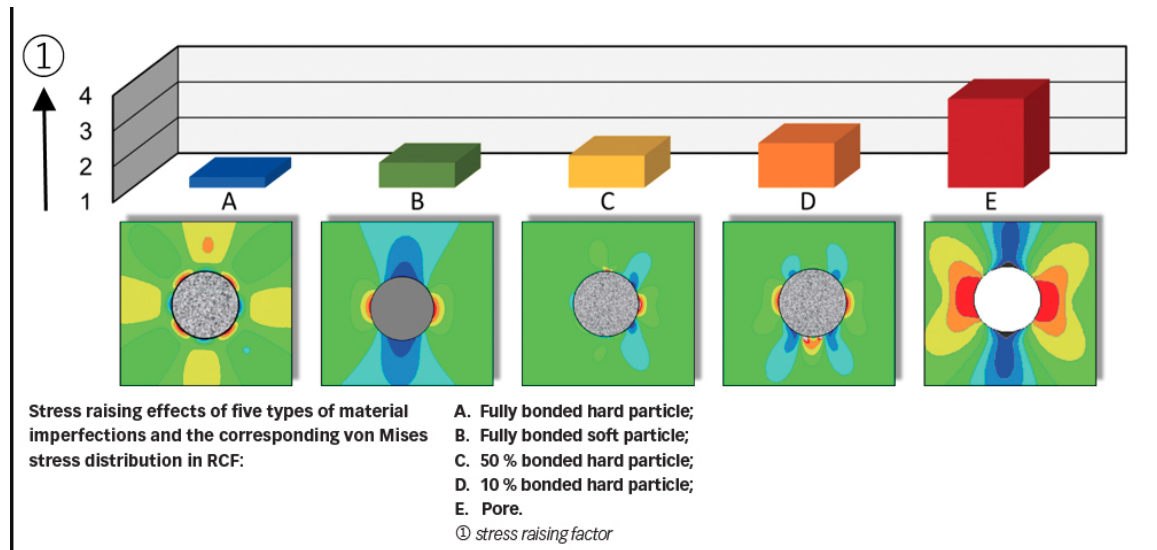 ①
4
3
2
1
A
B
C
D
E
Stress raising effects of five types of material
imperfections and the corresponding von Mises
stress distribution in RCF:
A. Fully bonded hard particle;
B. Fully bonded soft particle;
C. 50 % bonded hard particle;
D. 10 % bonded hard particle;
E. Pore.
① stress raising factor